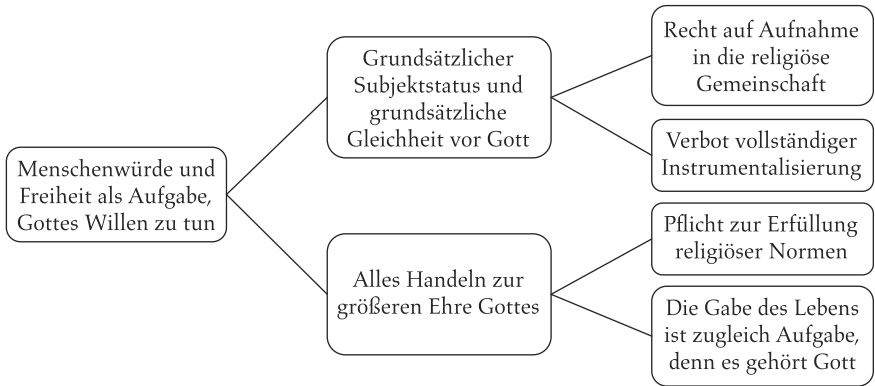 Menschenwürde und
Freiheit als Aufgabe,
Gottes Willen zu tun
Grundsätzlicher
Subjektstatus und
grundsätzliche
Gleichheit vor Gott
Alles Handeln zur
größeren Ehre Gottes
Recht auf Aufnahme
in die religiöse
Gemeinschaft
Verbot vollständiger
Instrumentalisierung
Pflicht zur Erfüllung
religiöser Normen
Die Gabe des Lebens
ist zugleich Aufgabe,
denn es gehört Gott